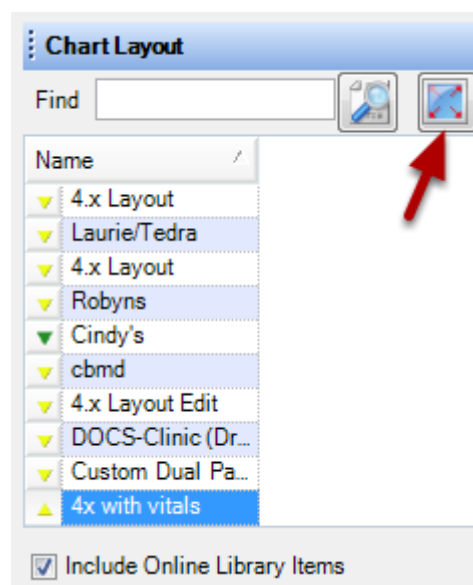 Chart Layout
Find
Name
4.x Layout
Laurie/Tedra
4.x Layout
Robyns
Cindy's
cbmd
4.x Layout Edit
DOCS-Clinic (Dr...
Custom Dual Pa...
4x with vitals
Include Online Library Items